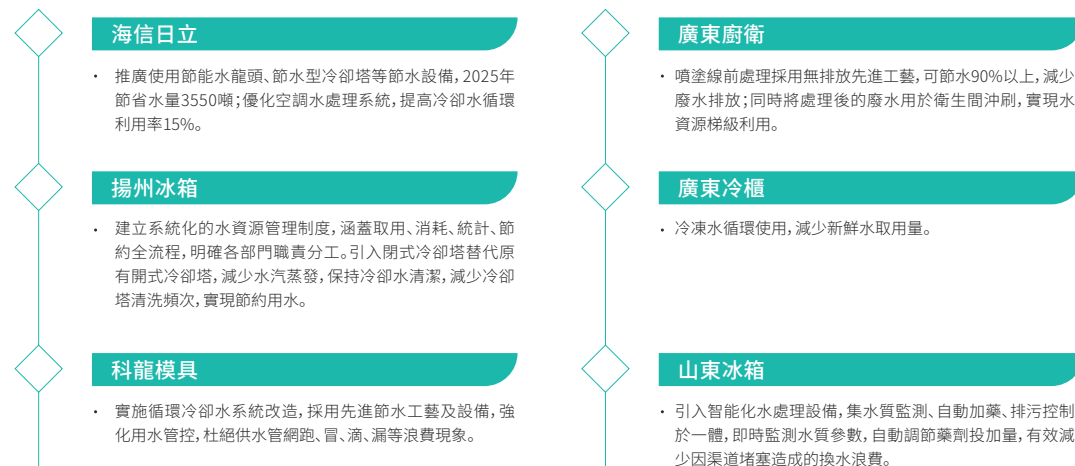 海信日立
• 推廣使用節能水龍頭、節水型冷卻塔等節水設備，2025年
節省水量3550噸；優化空調水處理系統，提高冷卻水循環
利用率15%。
揚州冰箱
• 建立系統化的水資源管理制度，涵蓋取用、消耗、統計、節
約全流程，明確各部門職責分工。引入閉式冷卻塔替代原
有開式冷卻塔，減少水汽蒸發，保持冷卻水清潔，減少冷卻
塔清洗頻次，實現節約用水。
科龍模具
• 實施循環冷卻水系統改造，採用先進節水工藝及設備，強
化用水管控，杜絕供水管網跑、冒、滴、漏等浪費現象。
廣東廚衛
• 噴塗線前處理採用無排放先進工藝，可節水90%以上，減少
廢水排放；同時將處理後的廢水用於衛生間沖刷，實現水
資源梯級利用。
廣東冷櫃
• 冷凍水循環使用，減少新鮮水取用量。
山東冰箱
• 引入智能化水處理設備，集水質監測、自動加藥、排污控制
於一體，即時監測水質參數，自動調節藥劑投加量，有效減
少因渠道堵塞造成的換水浪費。